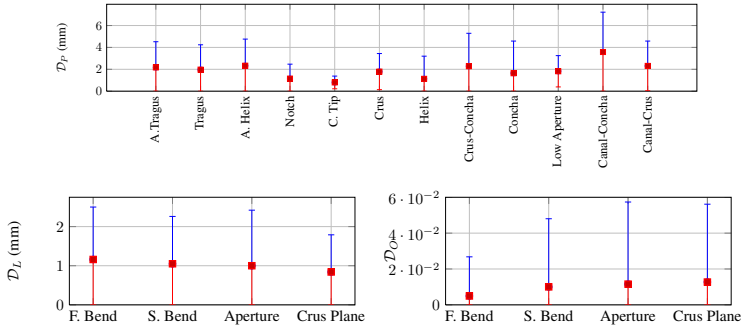 6
4
2
0
𝒟_P (mm)
A.Tragus
Tragus
A. Helix
Notch
C. Tip
Crus
Helix
Crus-Concha
Concha
Low Aperture
Canal-Concha
Canal-Crus
2
1
0
𝒟_L (mm)
F. Bend S. Bend Aperture Crus Plane
6 · 10⁻²
4 · 10⁻²
2 · 10⁻²
0
𝒟_O
F. Bend S. Bend Aperture Crus Plane